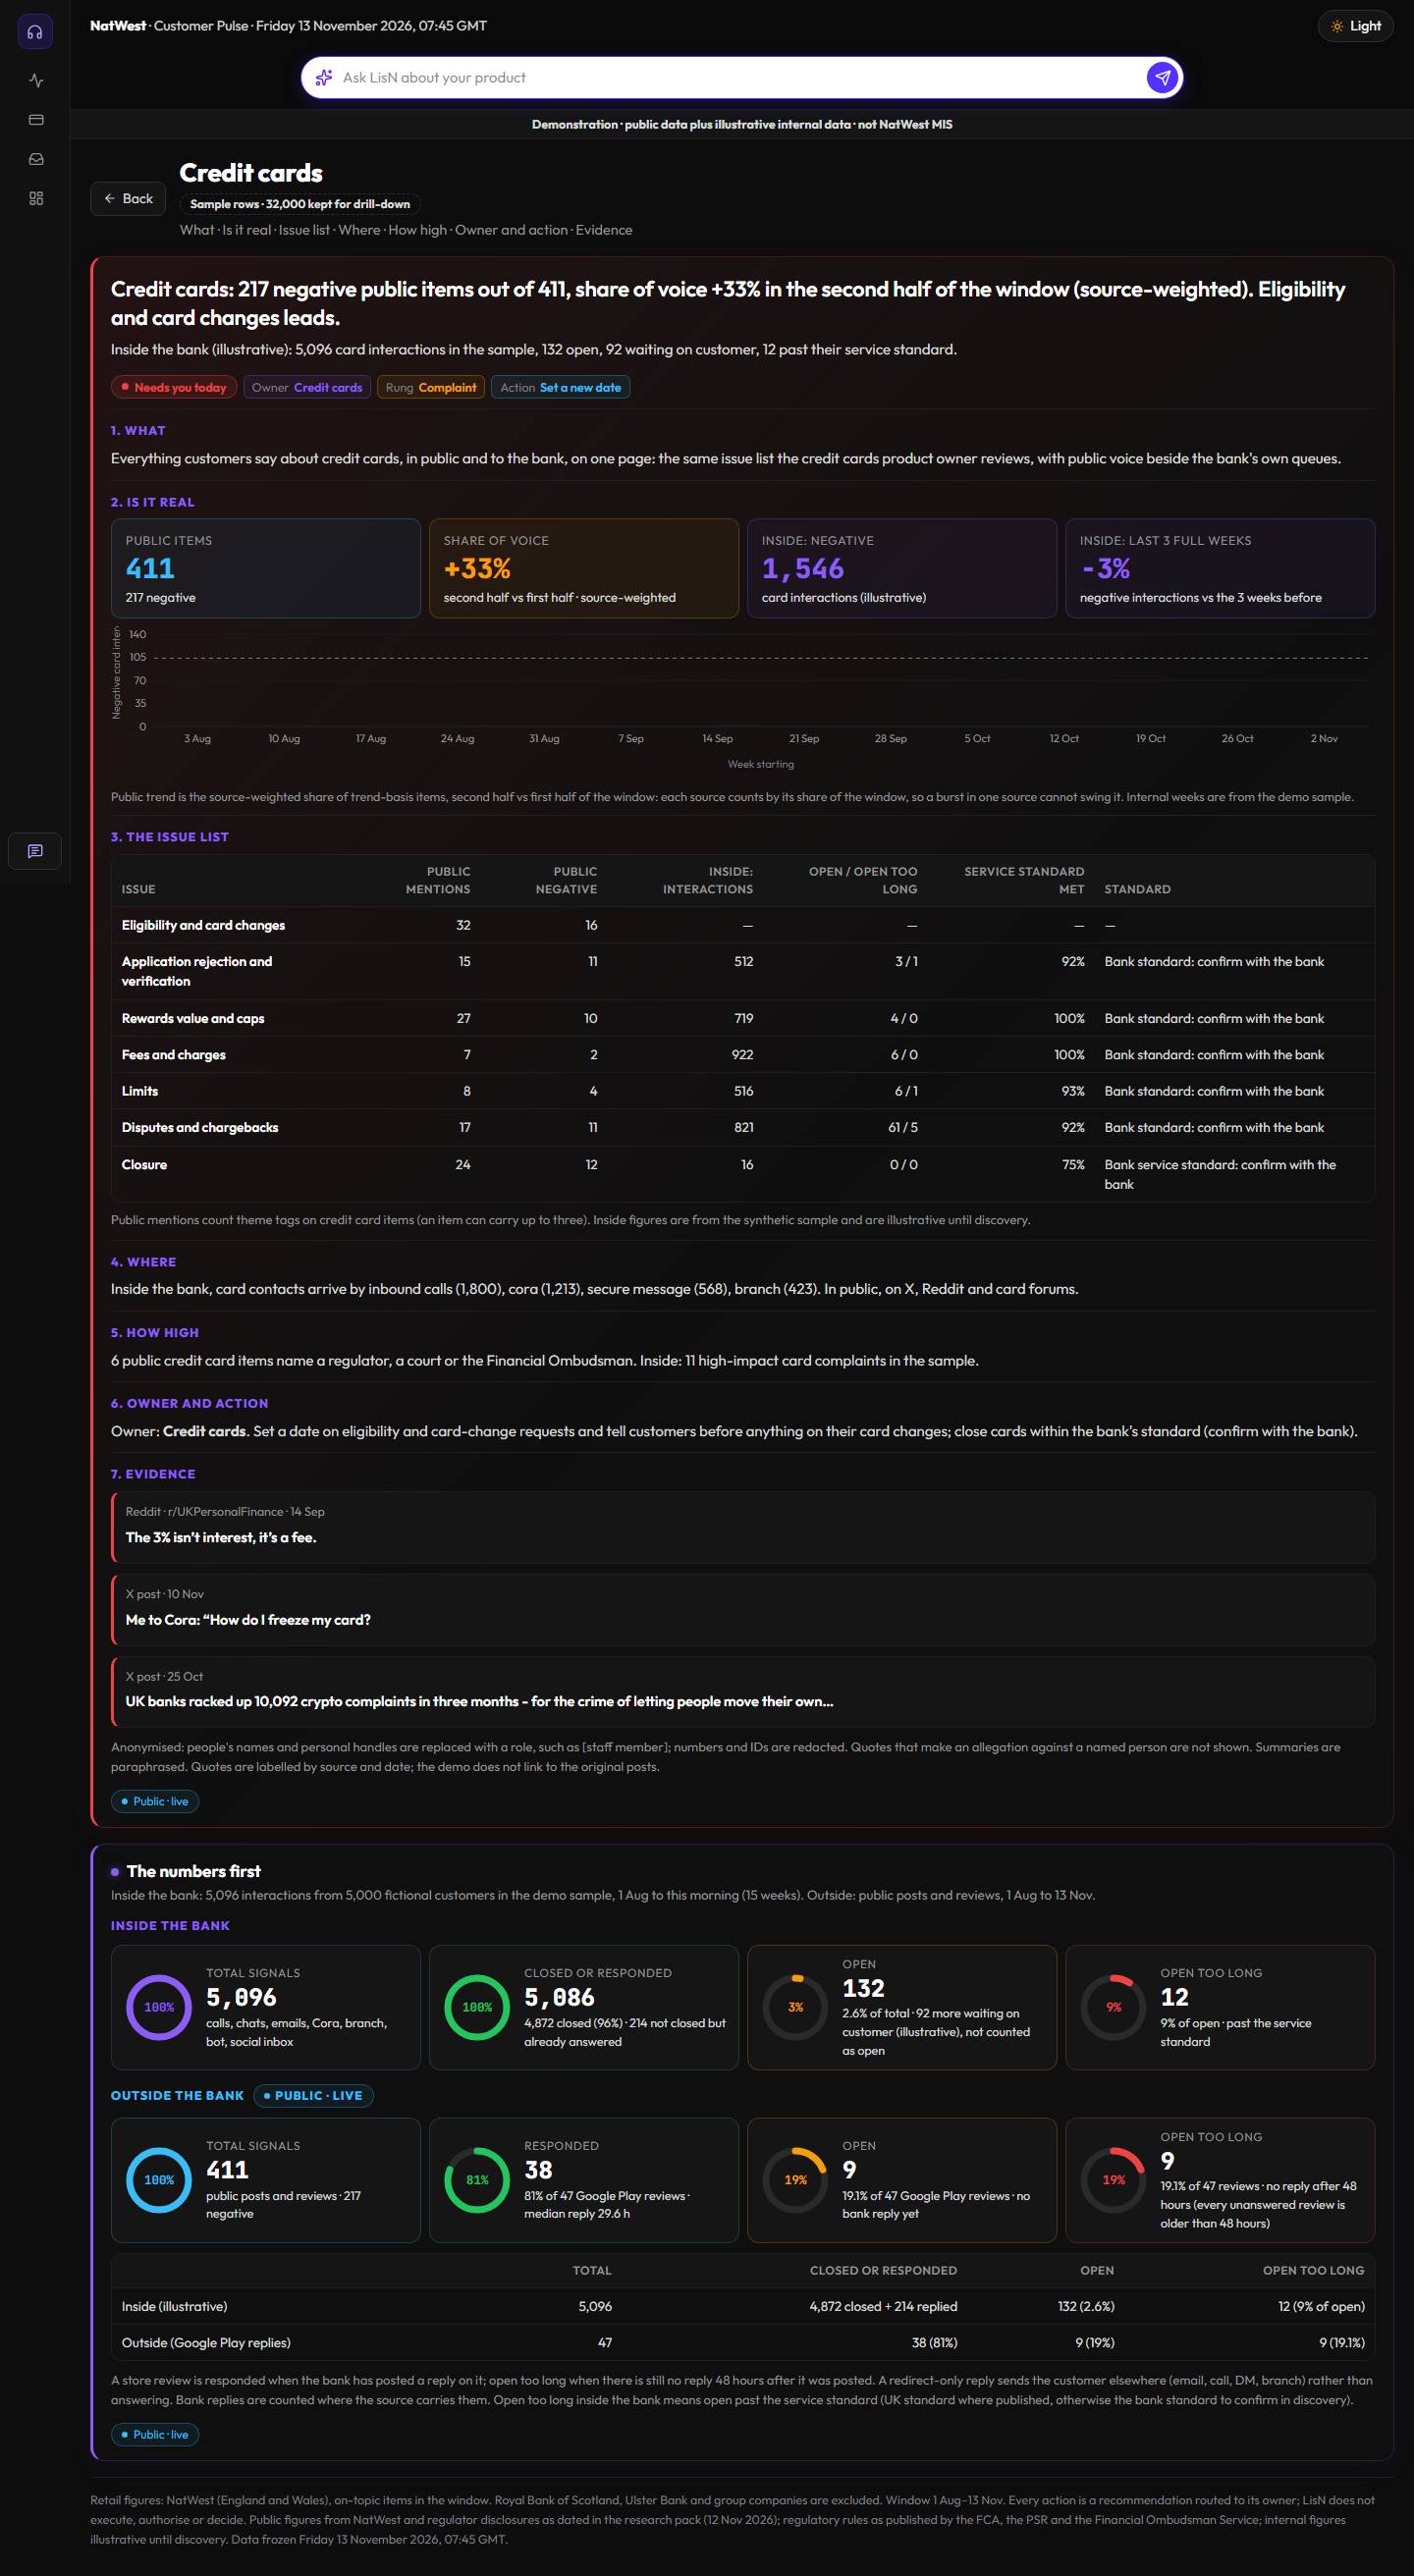 NatWest · Customer Pulse · Friday 13 November 2026, 07:45 GMT
Light
Ask LisN about your product
Demonstration · public data plus illustrative internal data · not NatWest MIS
Back
Credit cards
Sample rows · 32,000 kept for drill-down
What · Is it real · Issue list · Where · How high · Owner and action · Evidence
Credit cards: 217 negative public items out of 411, share of voice +33% in the second half of the window (source-weighted). Eligibility
and card changes leads.
Inside the bank (illustrative): 5,096 card interactions in the sample, 132 open, 92 waiting on customer, 12 past their service standard.
Needs you today
Owner Credit cards
Rung Complaint
Action Set a new date
1. WHAT
Everything customers say about credit cards, in public and to the bank, on one page: the same issue list the credit cards product owner reviews, with public voice beside the bank's own queues.
2. IS IT REAL
PUBLIC ITEMS
411
217 negative
SHARE OF VOICE
+33%
second half vs first half · source-weighted
INSIDE: NEGATIVE
1,546
card interactions (illustrative)
INSIDE: LAST 3 FULL WEEKS
-3%
negative interactions vs the 3 weeks before
Negative card inter
140
105
70
35
0
3 Aug 10 Aug 17 Aug 24 Aug 31 Aug 7 Sep 14 Sep 21 Sep 28 Sep 5 Oct 12 Oct 19 Oct 26 Oct 2 Nov
Week starting
Public trend is the source-weighted share of trend-basis items, second half vs first half of the window: each source counts by its share of the window, so a burst in one source cannot swing it. Internal weeks are from the demo sample.
3. THE ISSUE LIST
ISSUE PUBLIC MENTIONS PUBLIC NEGATIVE INSIDE: INTERACTIONS OPEN / OPEN TOO LONG SERVICE STANDARD MET STANDARD
Eligibility and card changes 32 16 — — — —
Application rejection and verification 15 11 512 3 / 1 92% Bank standard: confirm with the bank
Rewards value and caps 27 10 719 4 / 0 100% Bank standard: confirm with the bank
Fees and charges 7 2 922 6 / 0 100% Bank standard: confirm with the bank
Limits 8 4 516 6 / 1 93% Bank standard: confirm with the bank
Disputes and chargebacks 17 11 821 61 / 5 92% Bank standard: confirm with the bank
Closure 24 12 16 0 / 0 75% Bank service standard: confirm with the bank
Public mentions count theme tags on credit card items (an item can carry up to three). Inside figures are from the synthetic sample and are illustrative until discovery.
4. WHERE
Inside the bank, card contacts arrive by inbound calls (1,800), cora (1,213), secure message (568), branch (423). In public, on X, Reddit and card forums.
5. HOW HIGH
6 public credit card items name a regulator, a court or the Financial Ombudsman. Inside: 11 high-impact card complaints in the sample.
6. OWNER AND ACTION
Owner: Credit cards. Set a date on eligibility and card-change requests and tell customers before anything on their card changes; close cards within the bank's standard (confirm with the bank).
7. EVIDENCE
Reddit · r/UKPersonalFinance · 14 Sep
The 3% isn't interest, it's a fee.
X post · 10 Nov
Me to Cora: “How do I freeze my card?
X post · 25 Oct
UK banks racked up 10,092 crypto complaints in three months - for the crime of letting people move their own…
Anonymised: people's names and personal handles are replaced with a role, such as [staff member]; numbers and IDs are redacted. Quotes that make an allegation against a named person are not shown. Summaries are
paraphrased. Quotes are labelled by source and date; the demo does not link to the original posts.
Public · live
The numbers first
Inside the bank: 5,096 interactions from 5,000 fictional customers in the demo sample, 1 Aug to this morning (15 weeks). Outside: public posts and reviews, 1 Aug to 13 Nov.
INSIDE THE BANK
100%
TOTAL SIGNALS
5,096
calls, chats, emails, Cora, branch,
bot, social inbox
100%
CLOSED OR RESPONDED
5,086
4,872 closed (96%) · 214 not closed but
already answered
3%
OPEN
132
2.6% of total · 92 more waiting on
customer (illustrative), not counted
as open
9%
OPEN TOO LONG
12
9% of open · past the service
standard
OUTSIDE THE BANK
PUBLIC · LIVE
100%
TOTAL SIGNALS
411
public posts and reviews · 217
negative
81%
RESPONDED
38
81% of 47 Google Play reviews ·
median reply 29.6 h
19%
OPEN
9
19.1% of 47 Google Play reviews · no
bank reply yet
19%
OPEN TOO LONG
9
19.1% of 47 reviews · no reply after 48
hours (every unanswered review is
older than 48 hours)
TOTAL CLOSED OR RESPONDED OPEN OPEN TOO LONG
Inside (illustrative) 5,096 4,872 closed + 214 replied 132 (2.6%) 12 (9% of open)
Outside (Google Play replies) 47 38 (81%) 9 (19%) 9 (19.1%)
A store review is responded when the bank has posted a reply on it; open too long when there is still no reply 48 hours after it was posted. A redirect-only reply sends the customer elsewhere (email, call, DM, branch) rather than
answering. Bank replies are counted where the source carries them. Open too long inside the bank means open past the service standard (UK standard where published, otherwise the bank standard to confirm in discovery).
Public · live
Retail figures: NatWest (England and Wales), on-topic items in the window. Royal Bank of Scotland, Ulster Bank and group companies are excluded. Window 1 Aug–13 Nov. Every action is a recommendation routed to its owner; LisN does not
execute, authorise or decide. Public figures from NatWest and regulator disclosures as dated in the research pack (12 Nov 2026); regulatory rules as published by the FCA, the PSR and the Financial Ombudsman Service; internal figures
illustrative until discovery. Data frozen Friday 13 November 2026, 07:45 GMT.